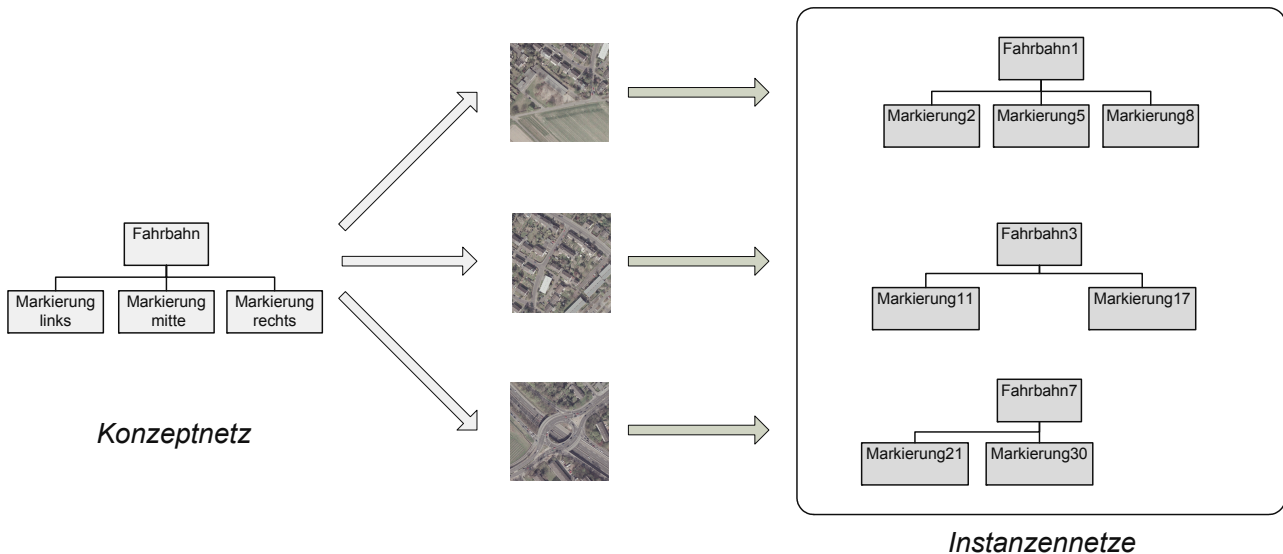 Fahrbahn
Markierung
links
Markierung
mitte
Markierung
rechts
Konzeptnetz
Fahrbahn1
Markierung2
Markierung5
Markierung8
Fahrbahn3
Markierung11
Markierung17
Fahrbahn7
Markierung21
Markierung30
Instanzennetze